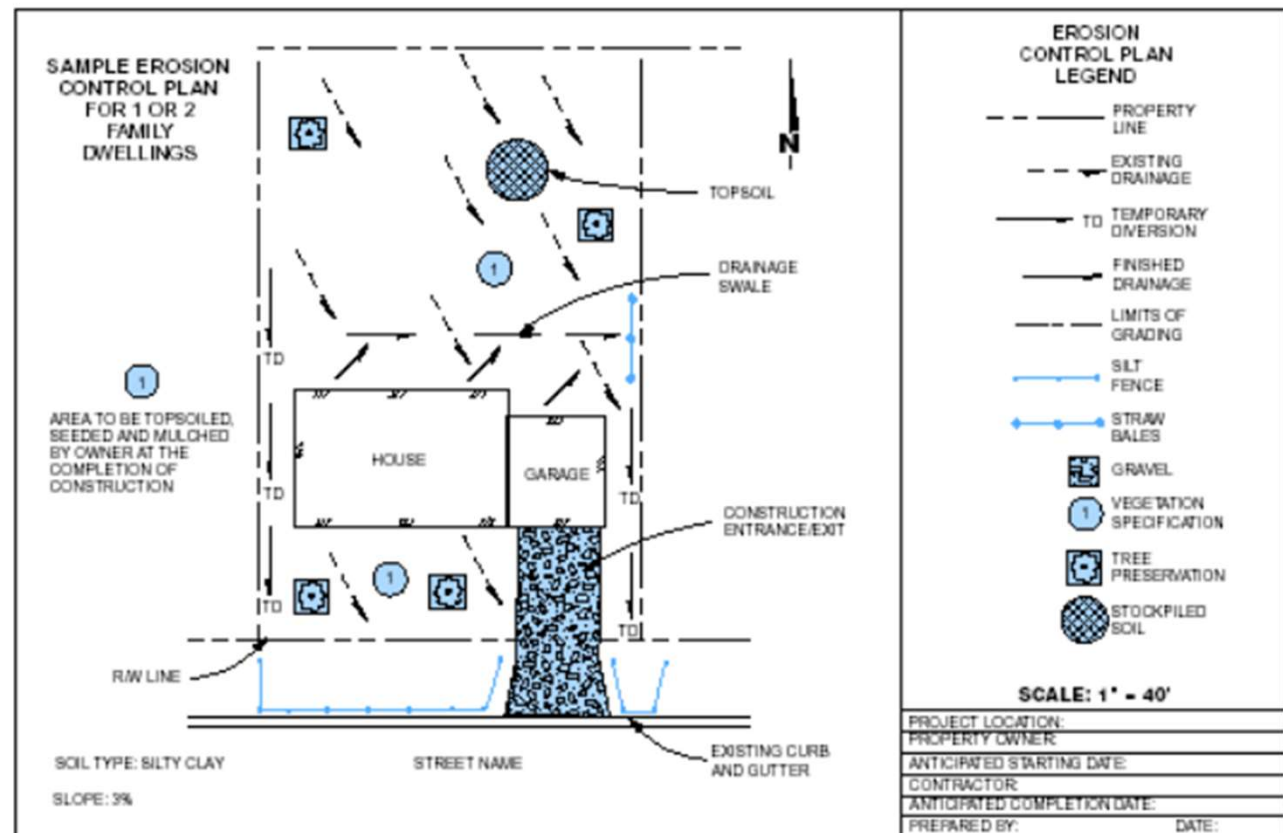 SAMPLE EROSION
CONTROL PLAN
FOR 1 OR 2
FAMILY
DWELLINGS
N
TOPSOIL
1
DRAINAGE
SWALE
TD
1
AREA TO BE TOPSOILED,
SEEDED AND MULCHED
BY OWNER AT THE
COMPLETION OF
CONSTRUCTION
HOUSE
GARAGE
TD
TD
CONSTRUCTION
ENTRANCE/EXIT
1
TD
TD
R/W LINE
SOIL TYPE: SILTY CLAY
STREET NAME
EXISTING CURB
AND GUTTER
SLOPE: 3%
EROSION
CONTROL PLAN
LEGEND
PROPERTY
LINE
EXISTING
DRAINAGE
TD TEMPORARY
DIVERSION
FINISHED
DRAINAGE
LIMITS OF
GRADING
SILT
FENCE
STRAW
BALES
GRAVEL
1 VEGETATION
SPECIFICATION
TREE
PRESERVATION
STOCKPILED
SOIL
SCALE: 1" = 40'
PROJECT LOCATION:
PROPERTY OWNER:
ANTICIPATED STARTING DATE:
CONTRACTOR:
ANTICIPATED COMPLETION DATE:
PREPARED BY: DATE: